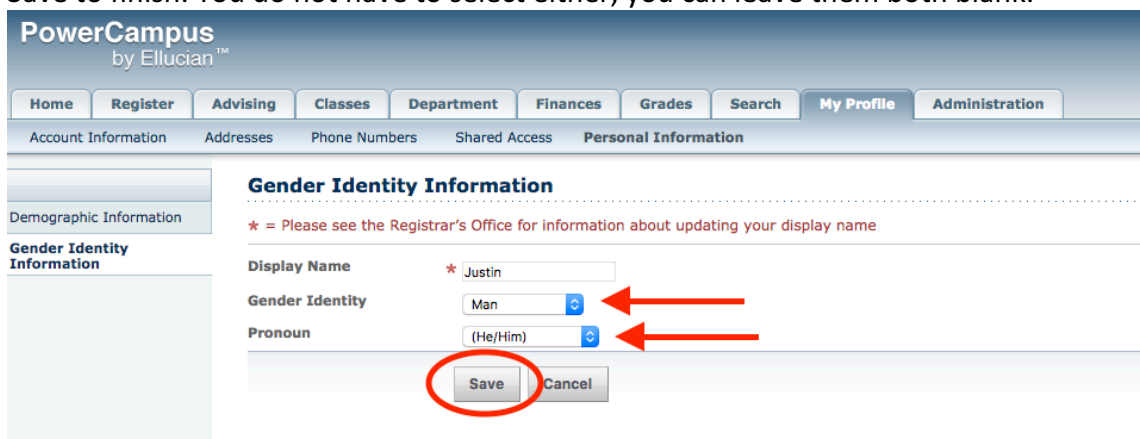 Save to finish. You do not have to select either, you can leave them both blank.
PowerCampus
by Ellucian™
Home Register Advising Classes Department Finances Grades Search My Profile Administration
Account Information Addresses Phone Numbers Shared Access Personal Information
Gender Identity Information
Demographic Information
* = Please see the Registrar's Office for information about updating your display name
Gender Identity
Information
Display Name * Justin
Gender Identity Man
Pronoun (He/Him)
Save Cancel